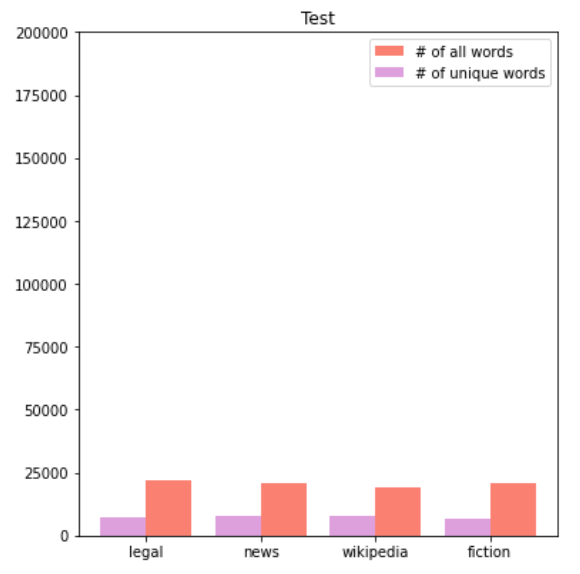 Test
200000
175000
150000
125000
100000
75000
50000
25000
0
# of all words
# of unique words
legal news wikipedia fiction